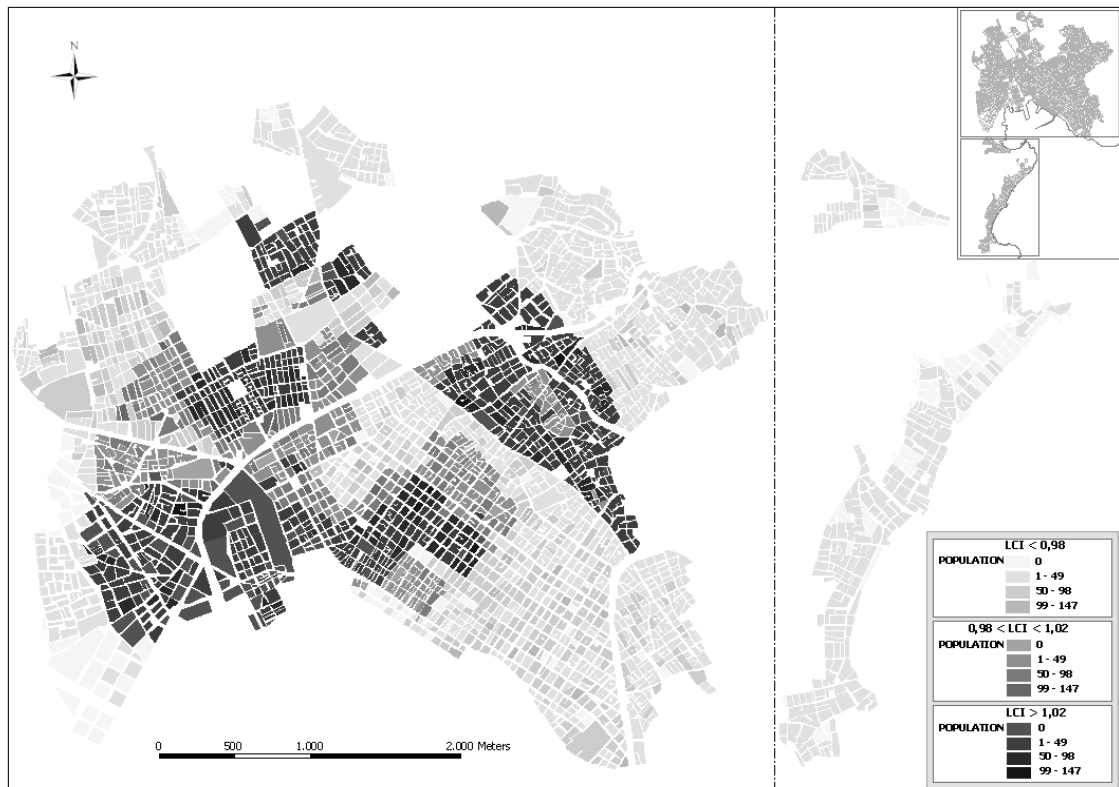 N
LCI < 0,98
POPULATION
0
1 - 49
50 - 98
99 - 147
0,98 < LCI < 1,02
POPULATION
0
1 - 49
50 - 98
99 - 147
LCI > 1,02
POPULATION
0
1 - 49
50 - 98
99 - 147
0 500 1.000 2.000 Meters